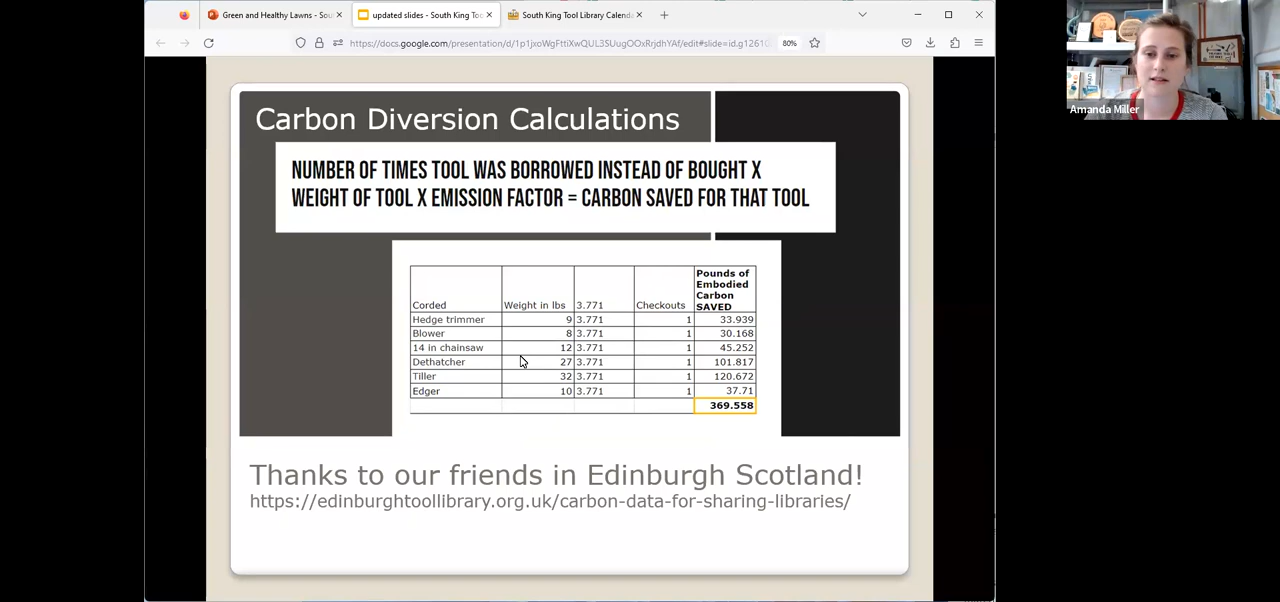 Green and Healthy Lawns - Sou
updated slides - South King Too
South King Tool Library Calenda
https://docs.google.com/presentation/d/1p1jxoWgFttiXwQUL3SUugOOxRrjdhYAf/edit#slide=id.g12610
80%
Amanda Miller
Carbon Diversion Calculations
NUMBER OF TIMES TOOL WAS BORROWED INSTEAD OF BOUGHT X
WEIGHT OF TOOL X EMISSION FACTOR = CARBON SAVED FOR THAT TOOL
Corded Weight in lbs 3.771 Checkouts Pounds of Embodied Carbon SAVED
Hedge trimmer 9 3.771 1 33.939
Blower 8 3.771 1 30.168
14 in chainsaw 12 3.771 1 45.252
Dethatcher 27 3.771 1 101.817
Tiller 32 3.771 1 120.672
Edger 10 3.771 1 37.71
369.558
Thanks to our friends in Edinburgh Scotland!
https://edinburghtoollibrary.org.uk/carbon-data-for-sharing-libraries/